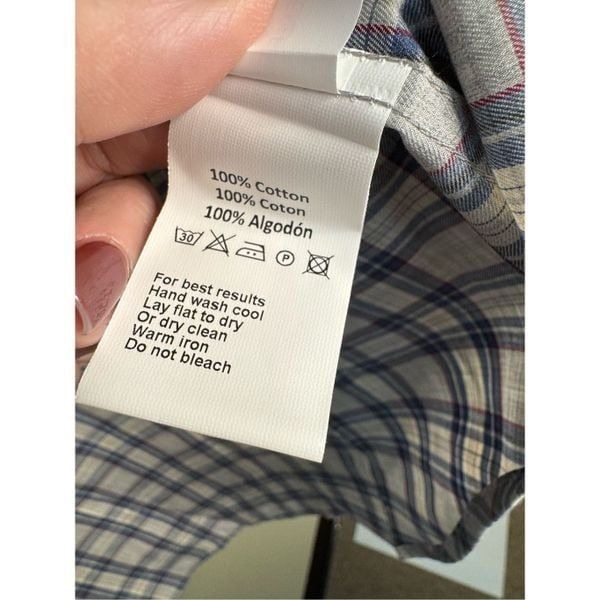 100% Cotton
100% Coton
100% Algodón
30 P
For best results
Hand wash cool
Lay flat to dry
Or dry clean
Warm iron
Do not bleach